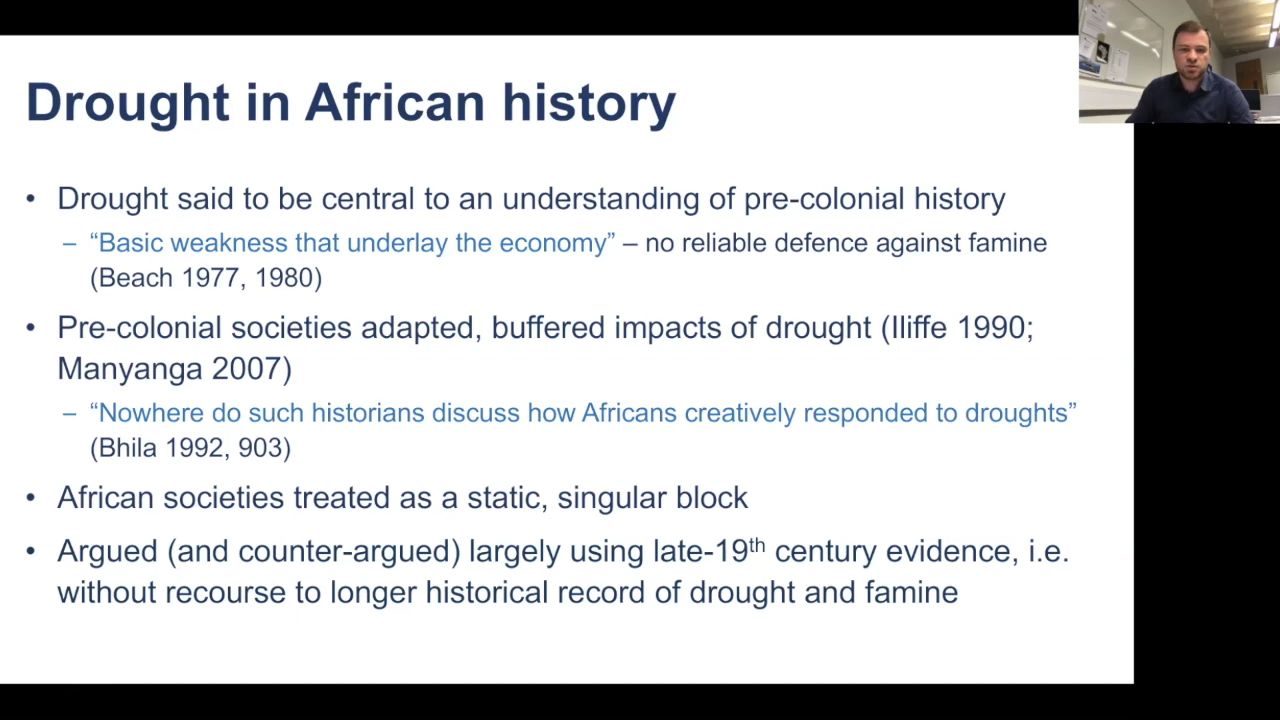 Drought in African history
• Drought said to be central to an understanding of pre-colonial history
– “Basic weakness that underlay the economy” – no reliable defence against famine
(Beach 1977, 1980)
• Pre-colonial societies adapted, buffered impacts of drought (Iliffe 1990;
Manyanga 2007)
– “Nowhere do such historians discuss how Africans creatively responded to droughts”
(Bhila 1992, 903)
• African societies treated as a static, singular block
• Argued (and counter-argued) largely using late-19th century evidence, i.e.
without recourse to longer historical record of drought and famine